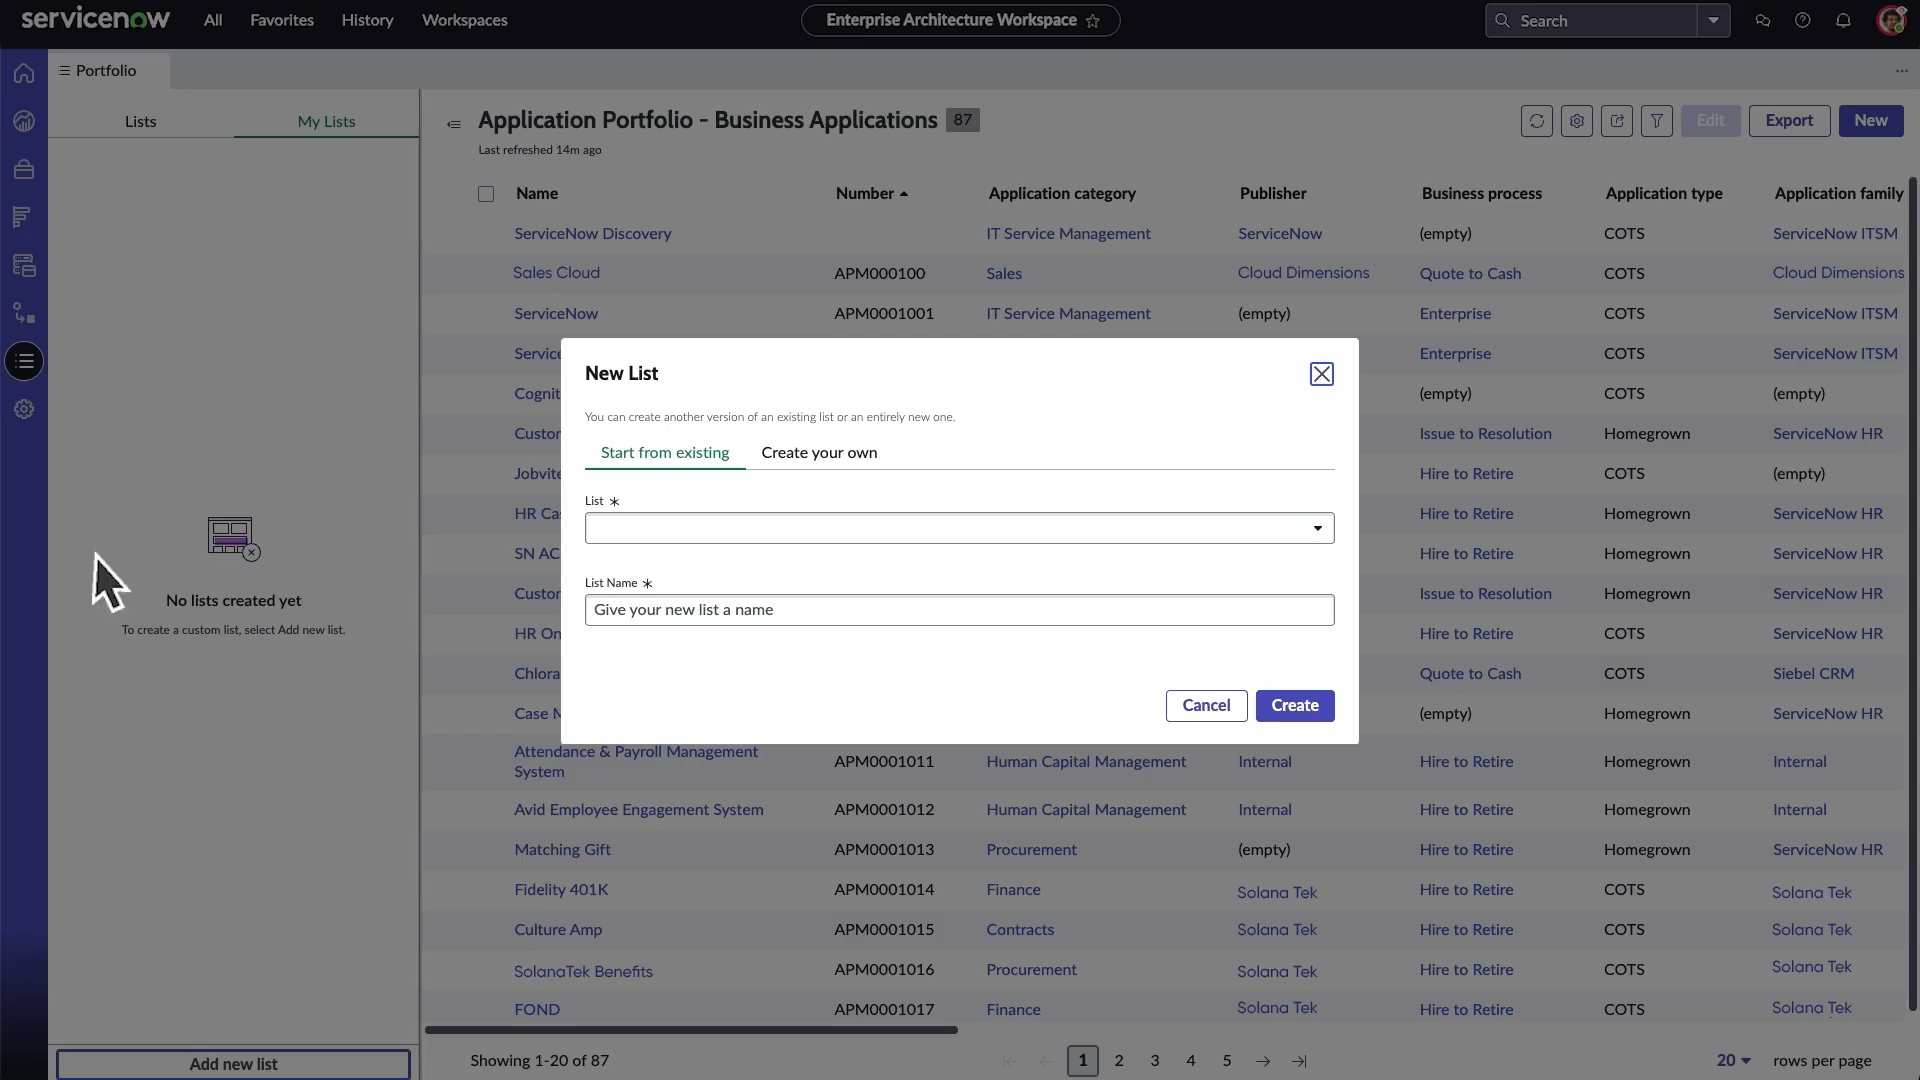 servicenow All Favorites History Workspaces Enterprise Architecture Workspace Search
Portfolio
Lists My Lists
No lists created yet
To create a custom list, select Add new list.
Add new list
Application Portfolio - Business Applications 87
Last refreshed 14m ago
Edit Export New
Name Number Application category Publisher Business process Application type Application family
ServiceNow Discovery IT Service Management ServiceNow (empty) COTS ServiceNow ITSM
Sales Cloud APM000100 Sales Cloud Dimensions Quote to Cash COTS Cloud Dimensions
ServiceNow APM0001001 IT Service Management (empty) Enterprise COTS ServiceNow ITSM
Service Enterprise COTS ServiceNow ITSM
Cognit (empty) COTS (empty)
Custor Issue to Resolution Homegrown ServiceNow HR
Jobvite Hire to Retire COTS (empty)
HR Ca Hire to Retire Homegrown ServiceNow HR
SN AC Hire to Retire Homegrown ServiceNow HR
Custor Issue to Resolution Homegrown ServiceNow HR
HR On Hire to Retire COTS ServiceNow HR
Chlora Quote to Cash COTS Siebel CRM
Case M (empty) Homegrown ServiceNow HR
Attendance & Payroll Management
System APM0001011 Human Capital Management Internal Hire to Retire Homegrown Internal
Avid Employee Engagement System APM0001012 Human Capital Management Internal Hire to Retire Homegrown Internal
Matching Gift APM0001013 Procurement (empty) Hire to Retire Homegrown ServiceNow HR
Fidelity 401K APM0001014 Finance Solana Tek Hire to Retire COTS Solana Tek
Culture Amp APM0001015 Contracts Solana Tek Hire to Retire COTS Solana Tek
SolanaTek Benefits APM0001016 Procurement Solana Tek Hire to Retire COTS Solana Tek
FOND APM0001017 Finance Solana Tek Hire to Retire COTS Solana Tek
Showing 1-20 of 87 1 2 3 4 5 20 rows per page
New List
You can create another version of an existing list or an entirely new one.
Start from existing Create your own
List *
List Name *
Give your new list a name
Cancel Create